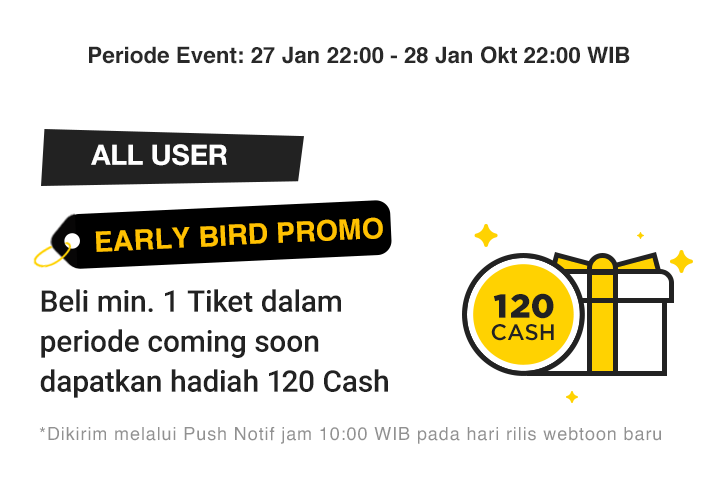 Periode Event: 27 Jan 22:00 - 28 Jan Okt 22:00 WIB
ALL USER
EARLY BIRD PROMO
Beli min. 1 Tiket dalam
periode coming soon
dapatkan hadiah 120 Cash
120
CASH
*Dikirim melalui Push Notif jam 10:00 WIB pada hari rilis webtoon baru